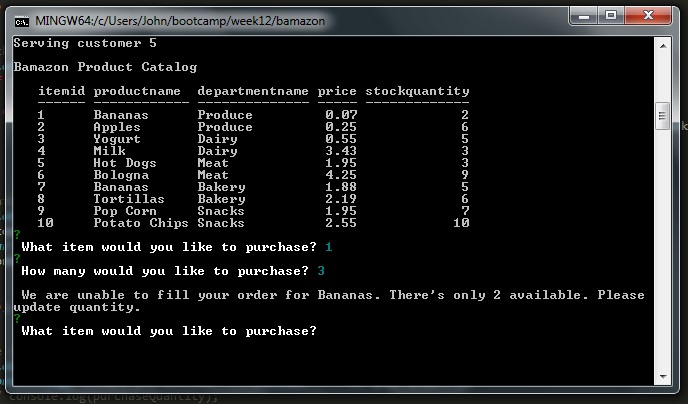 MINGW64:/c/Users/John/bootcamp/week12/bamazon
Serving customer 5
Bamazon Product Catalog
itemid productname departmentname price stockquantity
1 Bananas Produce 0.07 2
2 Apples Produce 0.25 6
3 Yogurt Dairy 0.55 5
4 Milk Dairy 3.43 3
5 Hot Dogs Meat 1.95 3
6 Bologna Meat 4.25 9
7 Bananas Bakery 1.88 5
8 Tortillas Bakery 2.19 6
9 Pop Corn Snacks 1.95 7
10 Potato Chips Snacks 2.55 10
?
What item would you like to purchase? 1
?
How many would you like to purchase? 3
We are unable to fill your order for Bananas. There's only 2 available. Please
update quantity.
?
What item would you like to purchase?
console.log(purchaseQuantity);